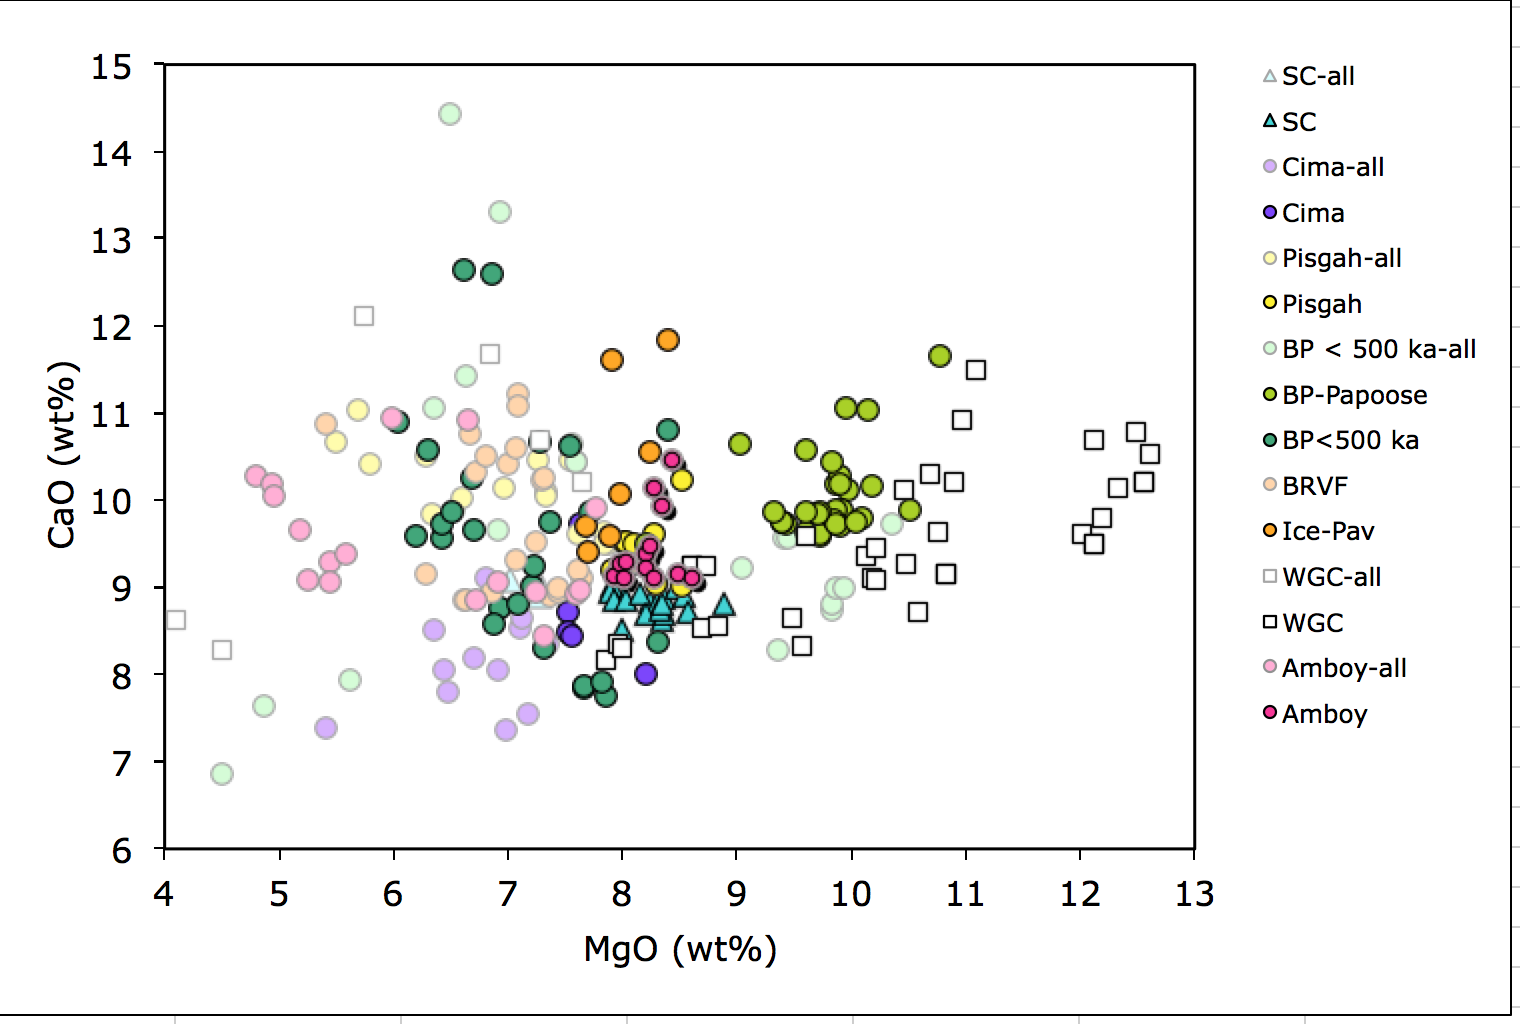 15
14
13
12
11
10
9
8
7
6
CaO (wt%)
4 5 6 7 8 9 10 11 12 13
MgO (wt%)
SC-all
SC
Cima-all
Cima
Pisgah-all
Pisgah
BP < 500 ka-all
BP-Papoose
BP<500 ka
BRVF
Ice-Pav
WGC-all
WGC
Amboy-all
Amboy